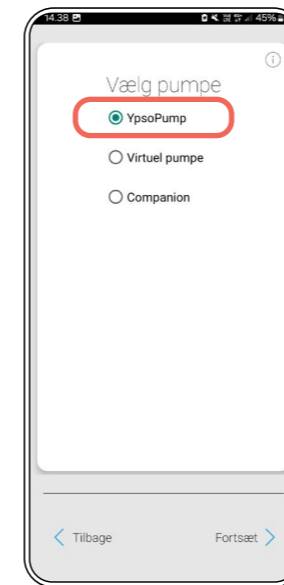 14.38 45%
Vælg pumpe
YpsoPump
Virtuel pumpe
Companion
Tilbage Fortsæt